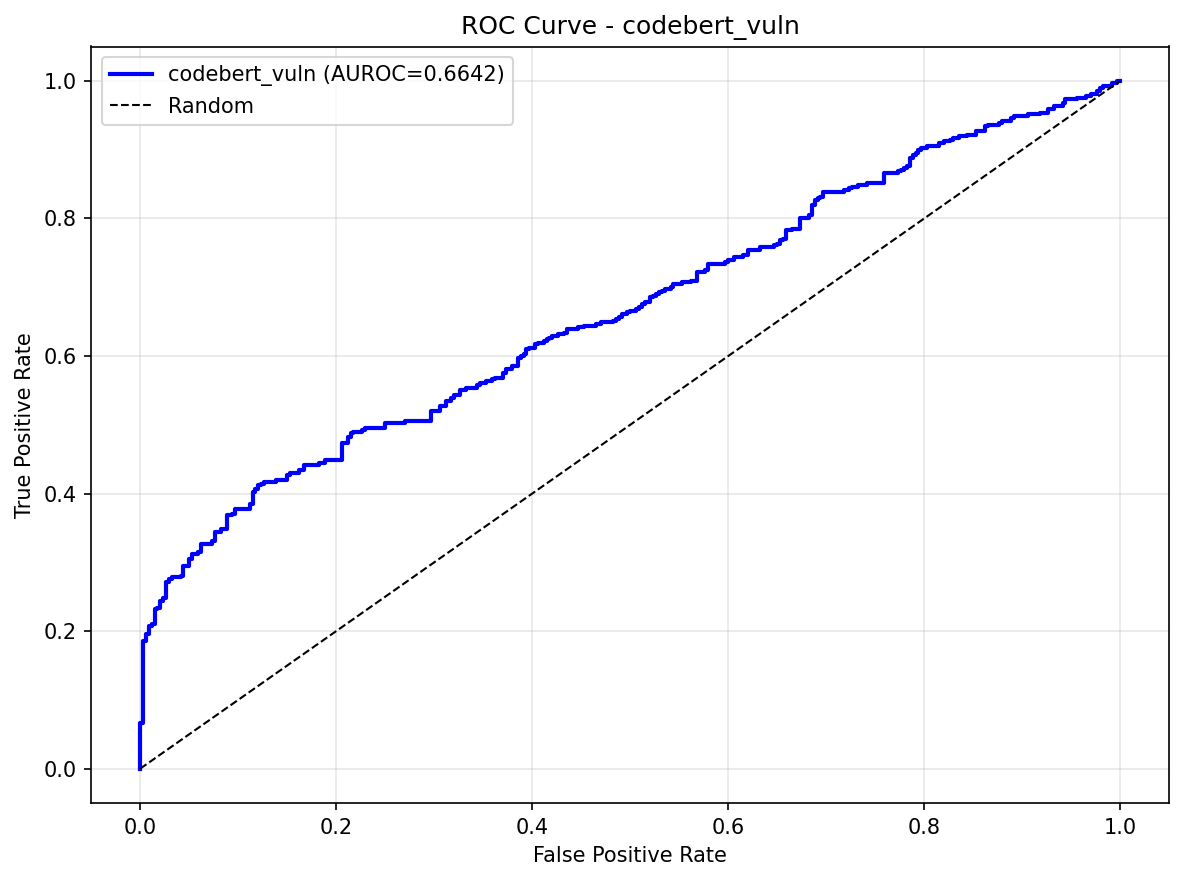 ROC Curve - codebert_vuln
codebert_vuln (AUROC=0.6642)
Random
True Positive Rate
1.0
0.8
0.6
0.4
0.2
0.0
0.0 0.2 0.4 0.6 0.8 1.0
False Positive Rate